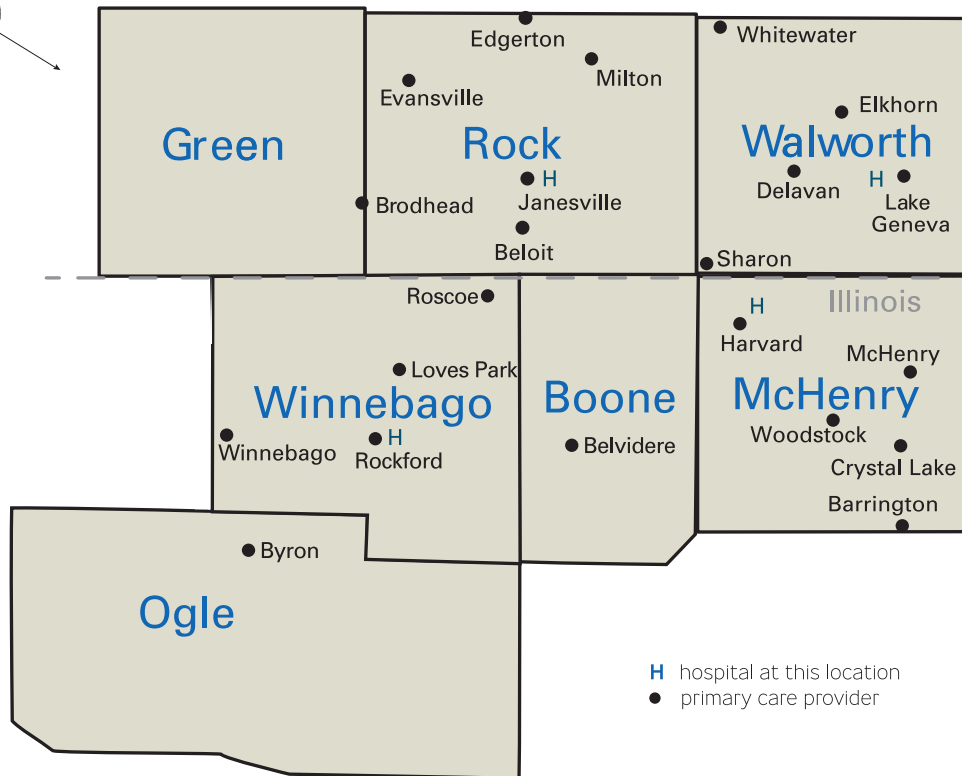 Edgerton
Whitewater
Milton
Evansville
Elkhorn
Green
Rock
Walworth
H
Delavan
H
Lake
Geneva
Janesville
Brodhead
Beloit
Sharon
Roscoe
Illinois
H
Harvard
McHenry
Loves Park
Winnebago
Boone
McHenry
Woodstock
Winnebago
H
Rockford
Belvidere
Crystal Lake
Barrington
Byron
Ogle
H hospital at this location
primary care provider